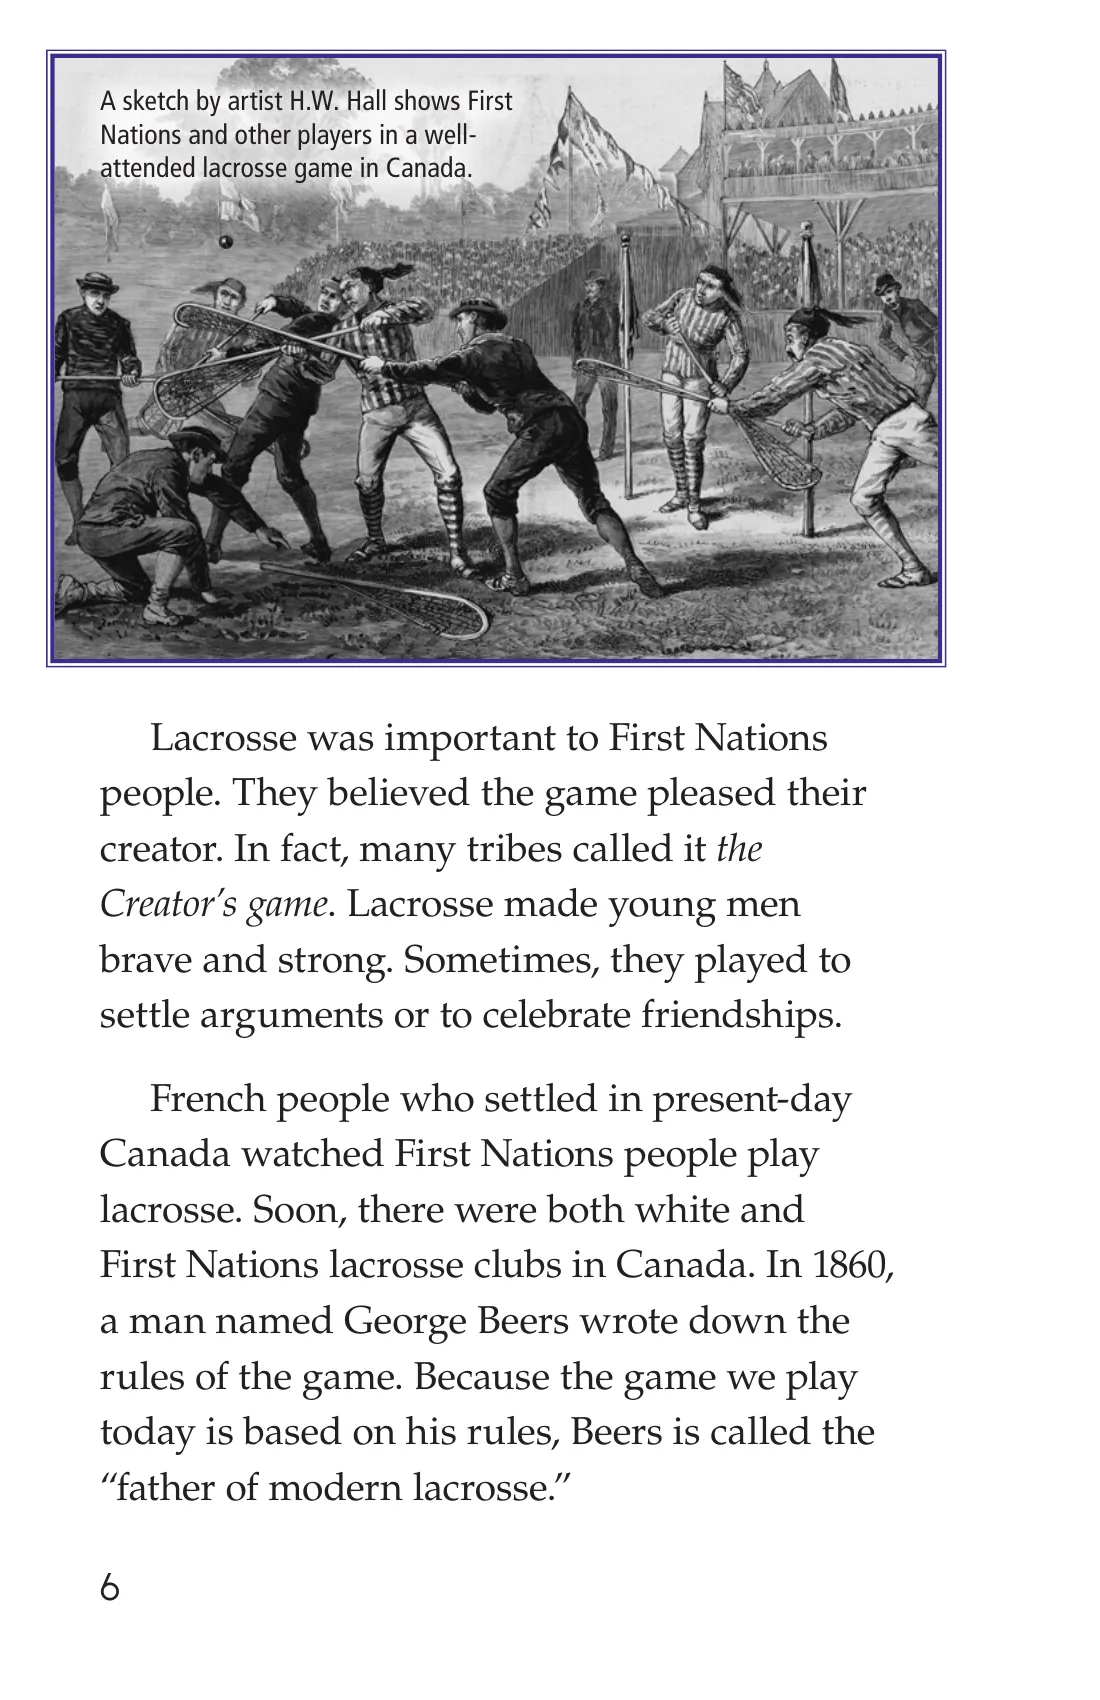 A sketch by artist H.W. Hall shows First
Nations and other players in a well-
attended lacrosse game in Canada.
Lacrosse was important to First Nations
people. They believed the game pleased their
creator. In fact, many tribes called it the
Creator’s game. Lacrosse made young men
brave and strong. Sometimes, they played to
settle arguments or to celebrate friendships.
French people who settled in present-day
Canada watched First Nations people play
lacrosse. Soon, there were both white and
First Nations lacrosse clubs in Canada. In 1860,
a man named George Beers wrote down the
rules of the game. Because the game we play
today is based on his rules, Beers is called the
“father of modern lacrosse.”
6